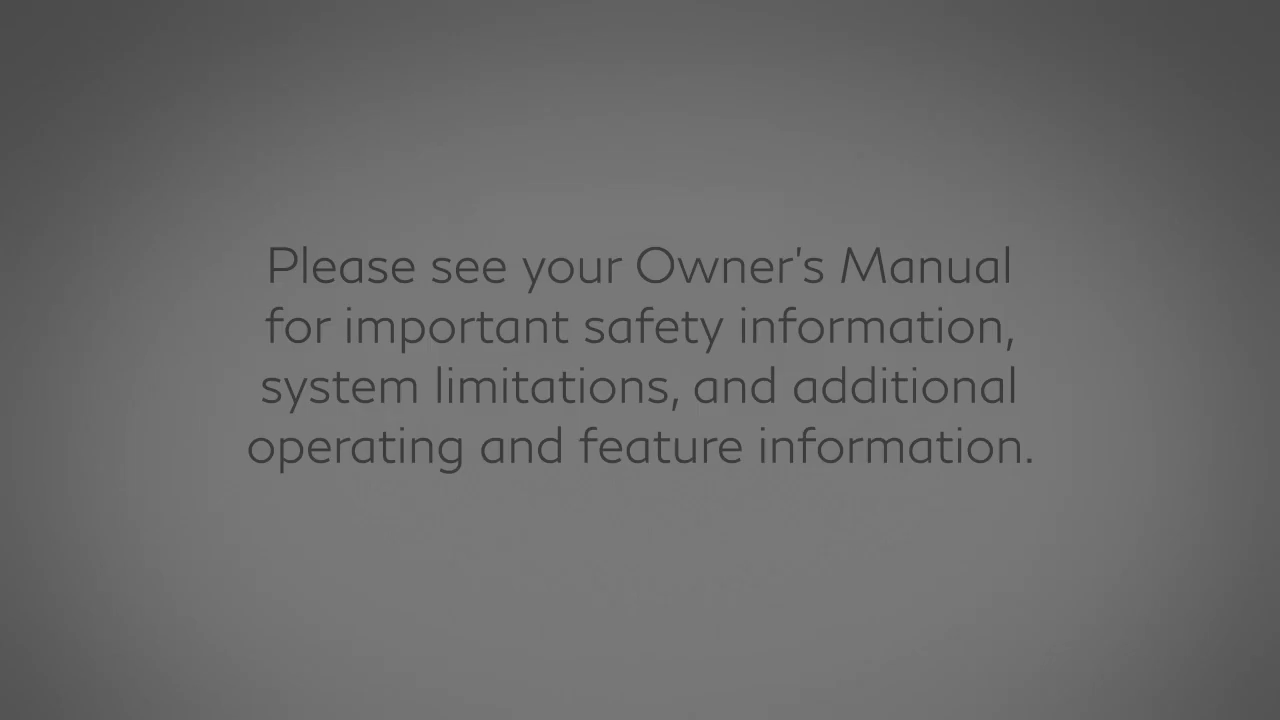 Please see your Owner's Manual
for important safety information,
system limitations, and additional
operating and feature information.